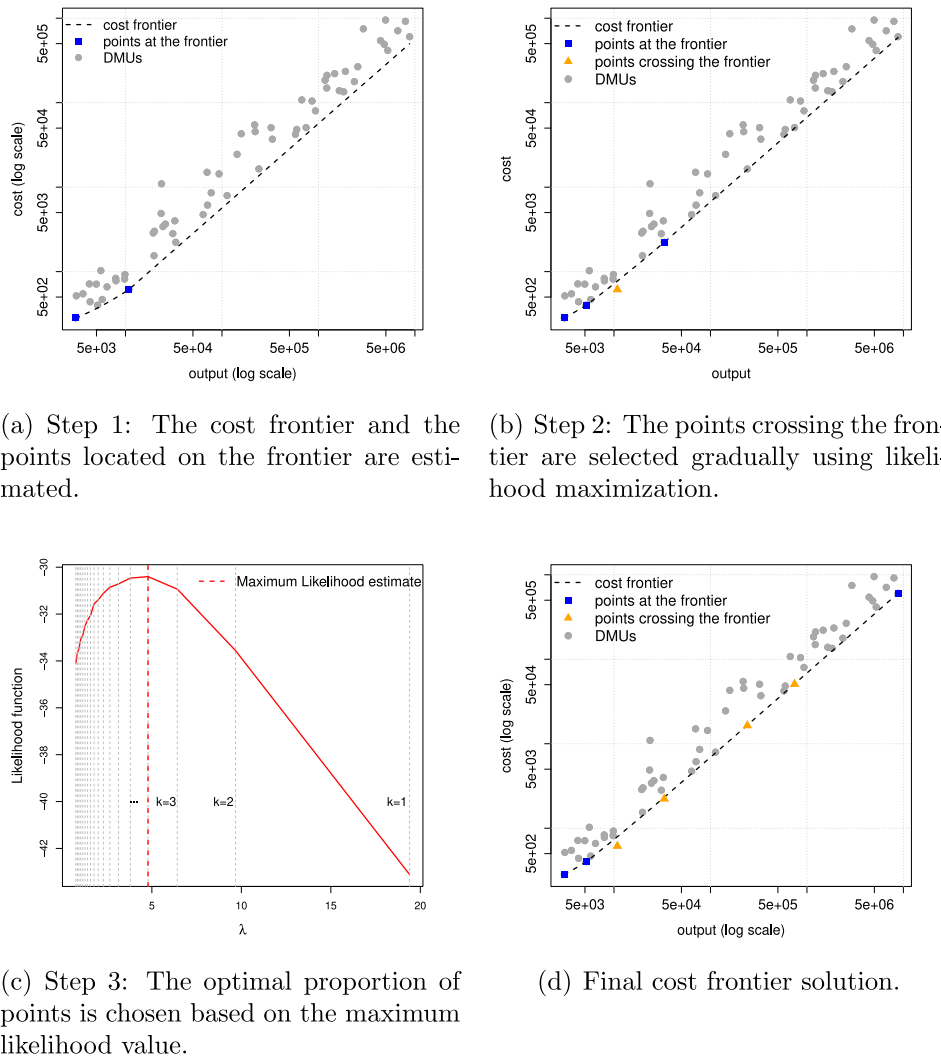 cost frontier
points at the frontier
DMUs
5e+05
5e+04
5e+03
5e+02
cost (log scale)
5e+03 5e+04 5e+05 5e+06
output (log scale)
(a) Step 1: The cost frontier and the
points located on the frontier are esti-
mated.
cost frontier
points at the frontier
points crossing the frontier
DMUs
5e+05
5e+04
5e+03
5e+02
cost
5e+03 5e+04 5e+05 5e+06
output
(b) Step 2: The points crossing the fron-
tier are selected gradually using likeli-
hood maximization.
Maximum Likelihood estimate
-30
-32
-34
-36
-38
-40
-42
Likelihood function
... k=3 k=2 k=1
5 10 15 20
λ
(c) Step 3: The optimal proportion of
points is chosen based on the maximum
likelihood value.
cost frontier
points at the frontier
points crossing the frontier
DMUs
5e+05
5e+04
5e+03
5e+02
cost (log scale)
5e+03 5e+04 5e+05 5e+06
output (log scale)
(d) Final cost frontier solution.